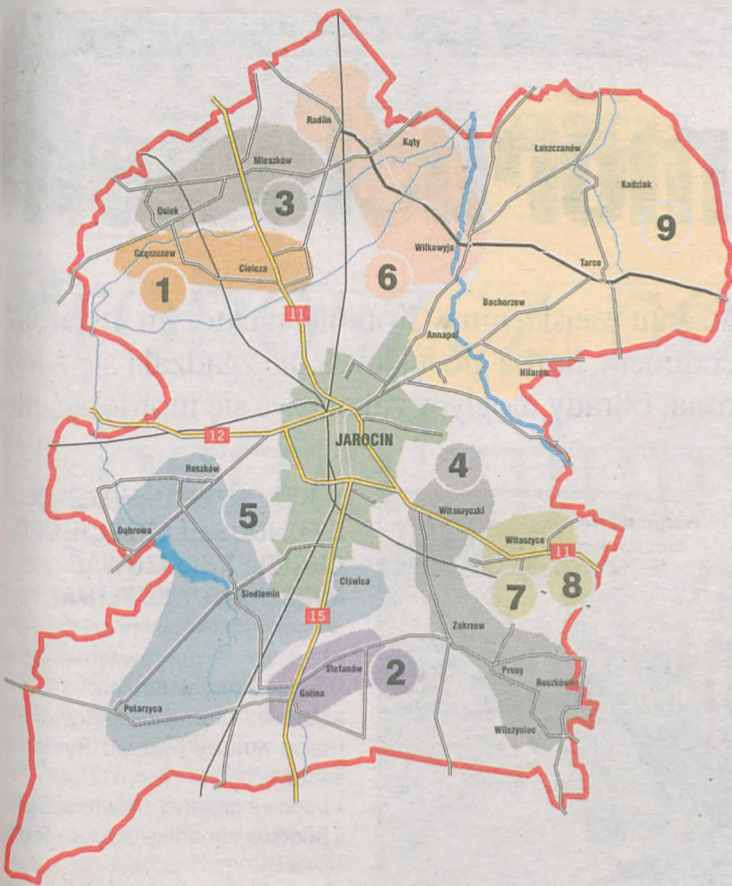 Radlin
Kąty
Mieszków
Łuszczanów
Kadziak
3
9
Osiek
Cząszczew
Cielcza
Wilkowyja
Tarce
1
6
Bachorzew
11
Annapol
Hilarów
12
JAROCIN
4
Roszków
Witaszyczki
5
Dąbrowa
Witaszyce
11
Ciświca
7
8
Siedlemin
15
Zakrzew
Stefanów
2
Prusy
Golina
Roszkówko
Potarzyca
Wilczyniec